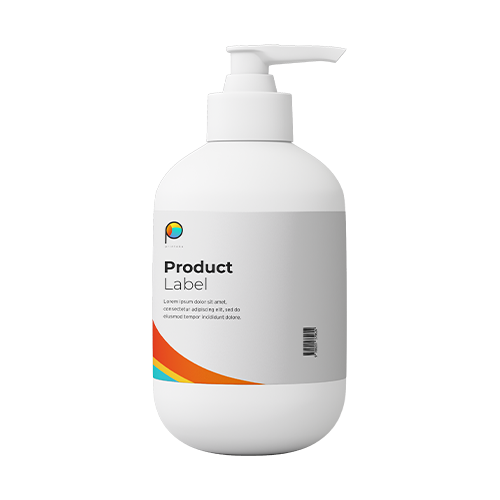 Product
Label
Lorem ipsum dolor sit amet,
consectetur adipiscing elit, sed do
eiusmod tempor incididunt dolore.